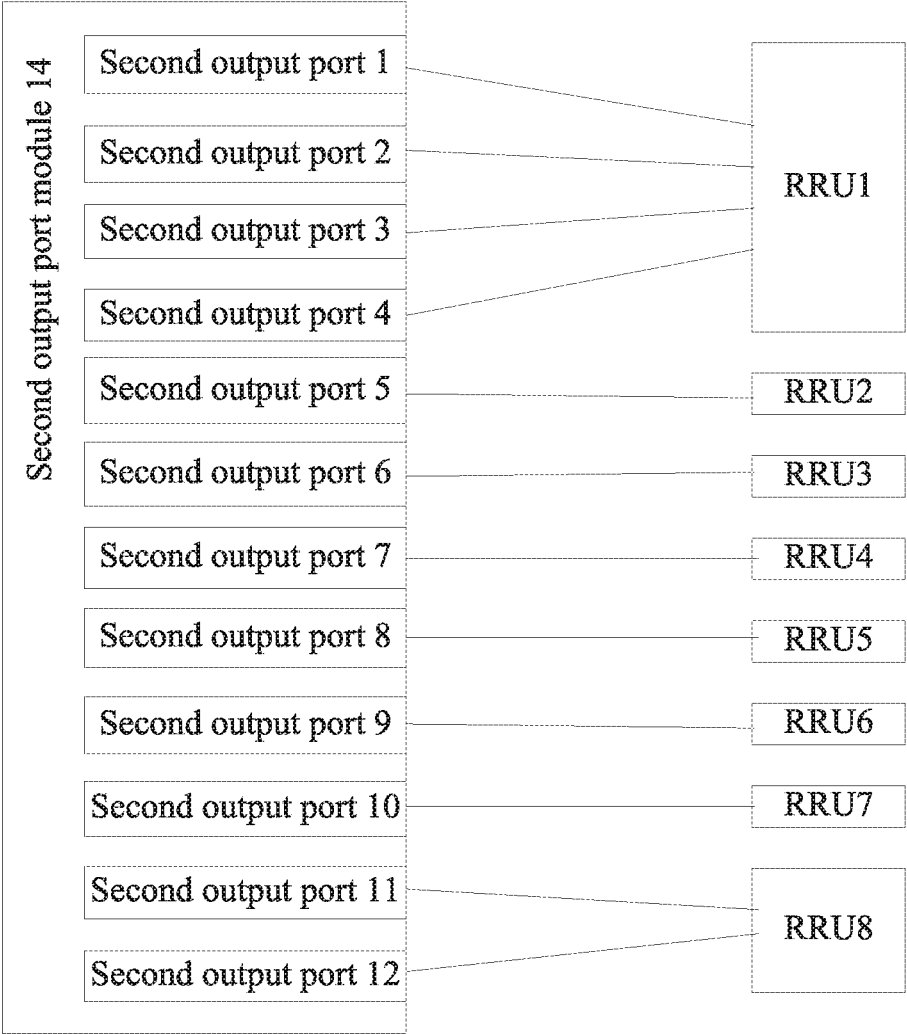 Second output port module 14
Second output port 1
Second output port 2
Second output port 3
Second output port 4
Second output port 5
Second output port 6
Second output port 7
Second output port 8
Second output port 9
Second output port 10
Second output port 11
Second output port 12
RRU1
RRU2
RRU3
RRU4
RRU5
RRU6
RRU7
RRU8